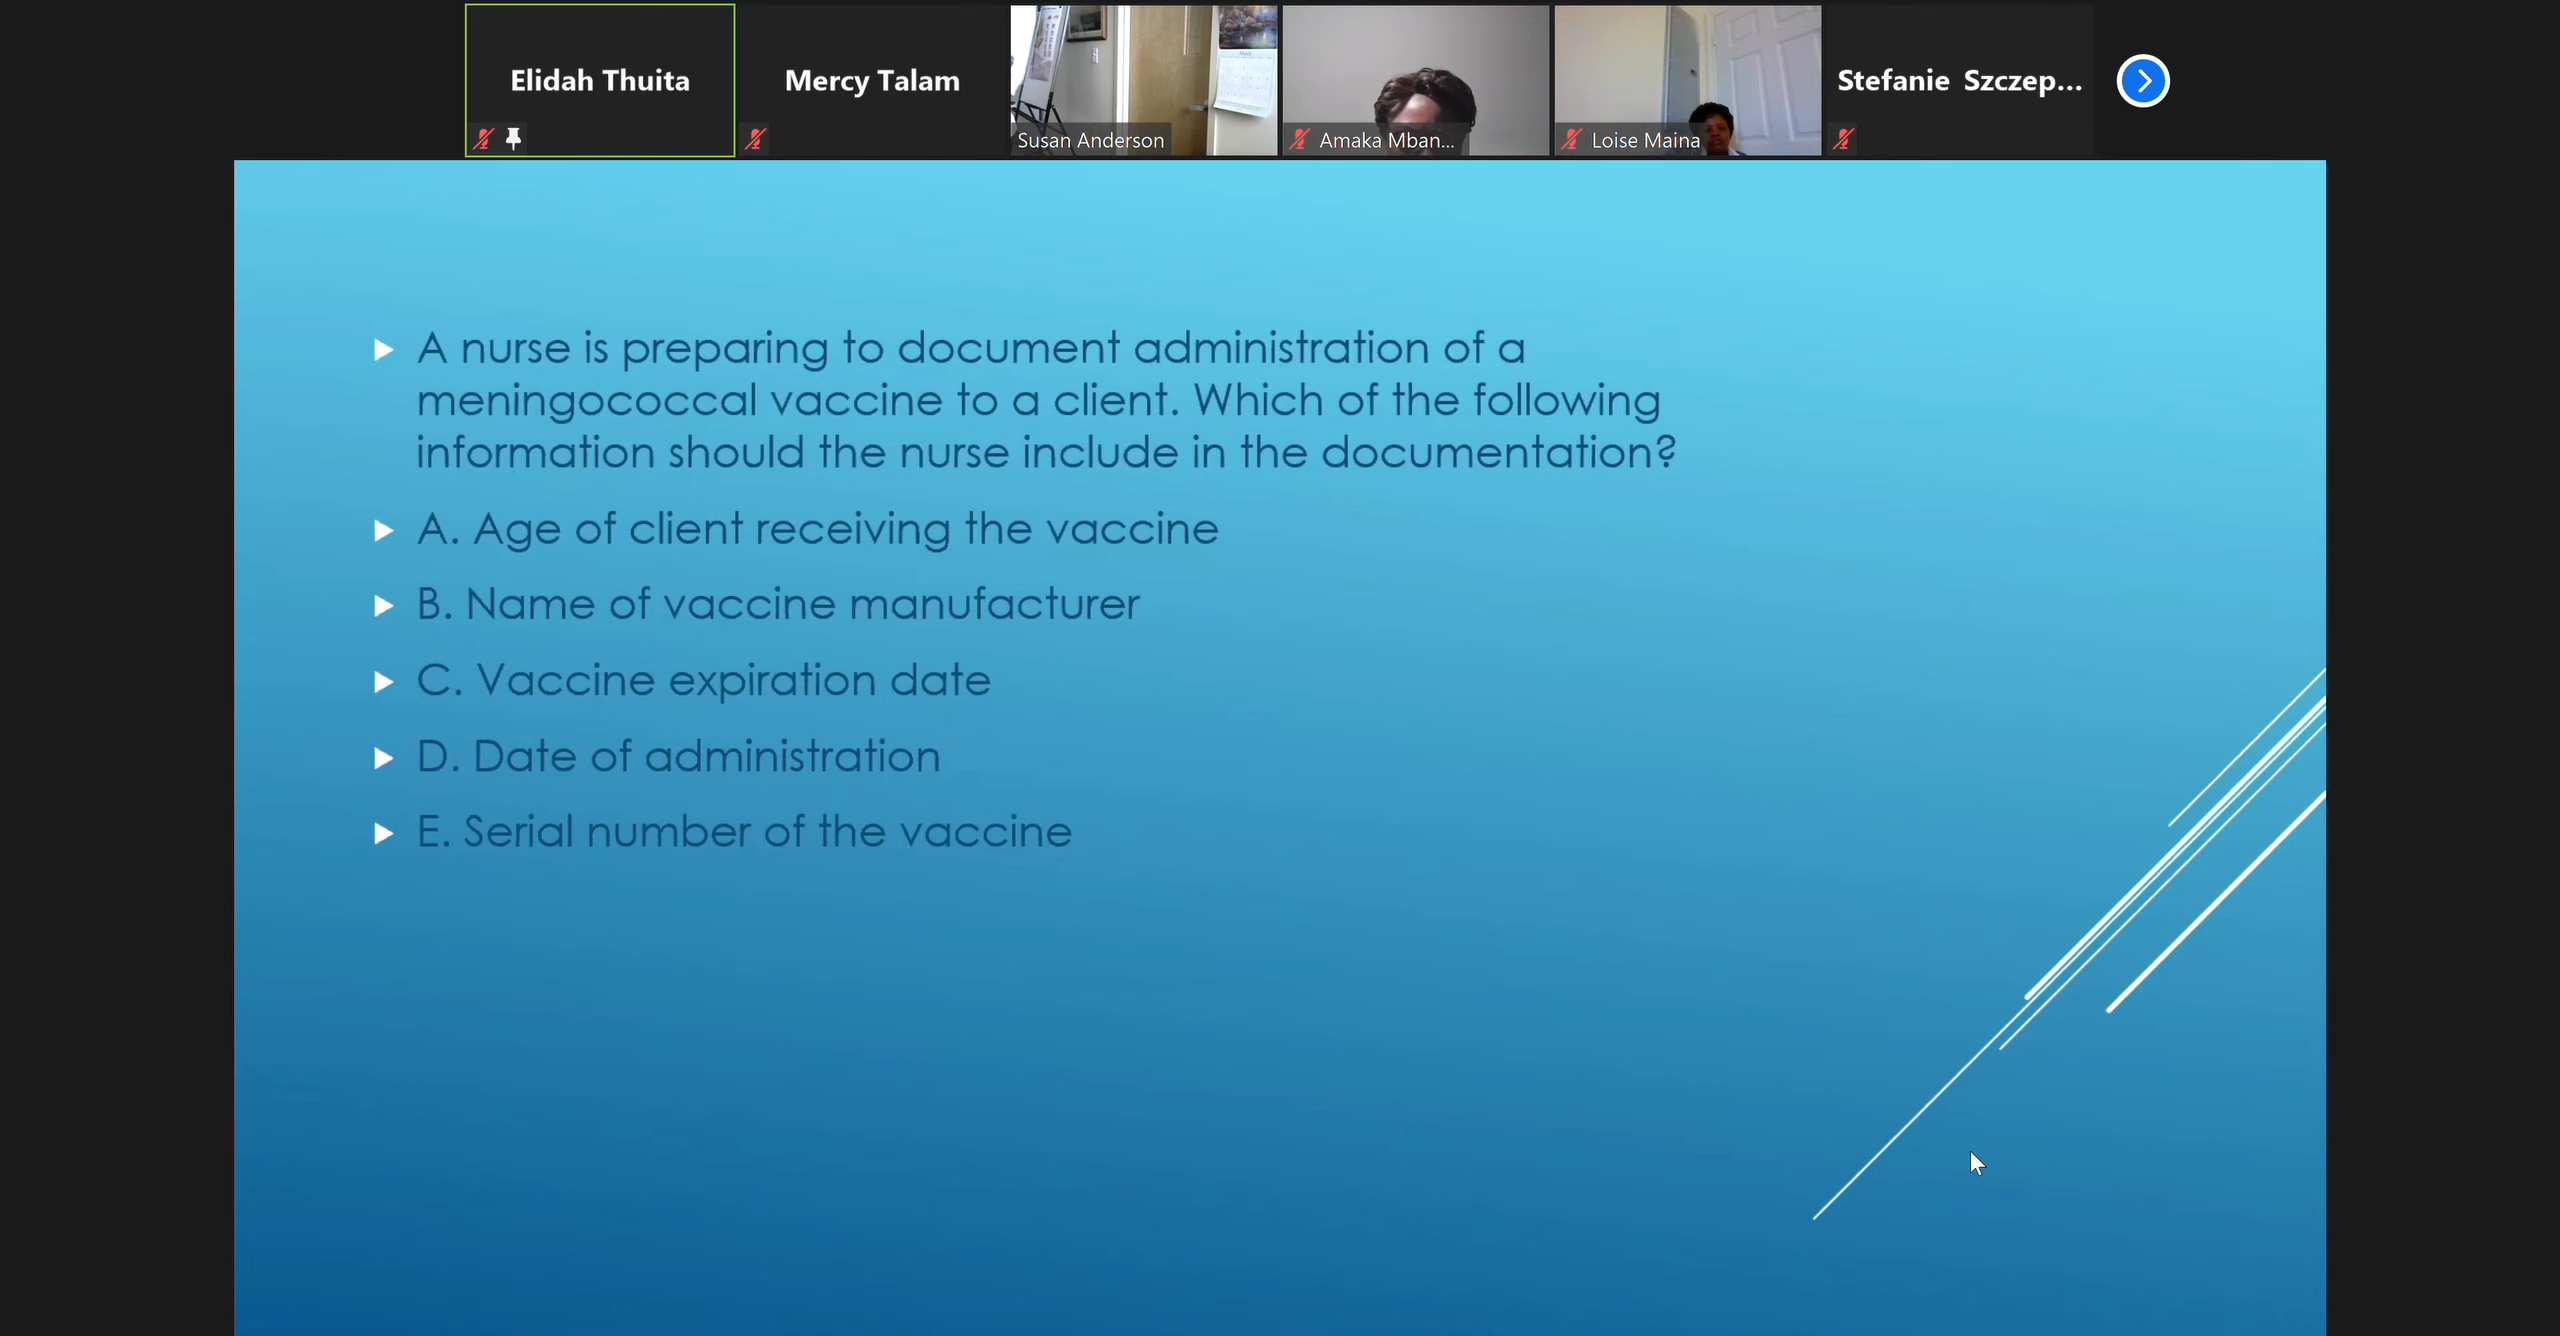 Elidah Thuita
Mercy Talam
Susan Anderson
Amaka Mban...
Loise Maina
Stefanie Szczep...
A nurse is preparing to document administration of a
meningococcal vaccine to a client. Which of the following
information should the nurse include in the documentation?
A. Age of client receiving the vaccine
B. Name of vaccine manufacturer
C. Vaccine expiration date
D. Date of administration
E. Serial number of the vaccine